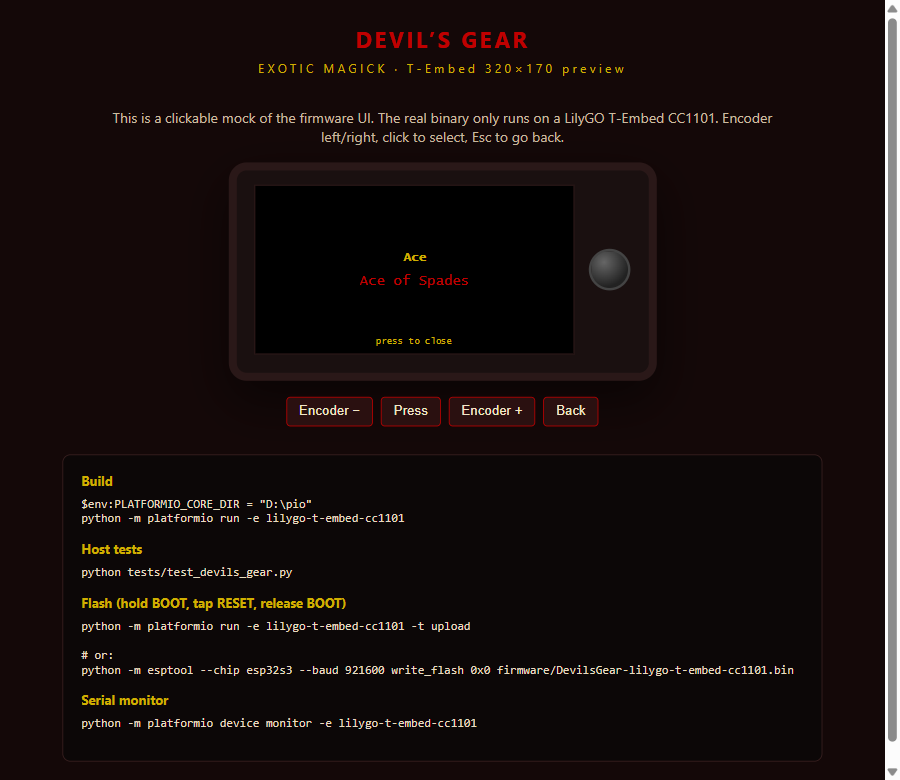 DEVIL’S GEAR
EXOTIC MAGICK · T-Embed 320×170 preview
This is a clickable mock of the firmware UI. The real binary only runs on a LilyGO T-Embed CC1101. Encoder
left/right, click to select, Esc to go back.
Ace
Ace of Spades
press to close
Encoder −
Press
Encoder +
Back
Build
$env:PLATFORMIO_CORE_DIR = "D:\pio"
python -m platformio run -e lilygo-t-embed-cc1101
Host tests
python tests/test_devils_gear.py
Flash (hold BOOT, tap RESET, release BOOT)
python -m platformio run -e lilygo-t-embed-cc1101 -t upload
# or:
python -m esptool --chip esp32s3 --baud 921600 write_flash 0x0 firmware/DevilsGear-lilygo-t-embed-cc1101.bin
Serial monitor
python -m platformio device monitor -e lilygo-t-embed-cc1101